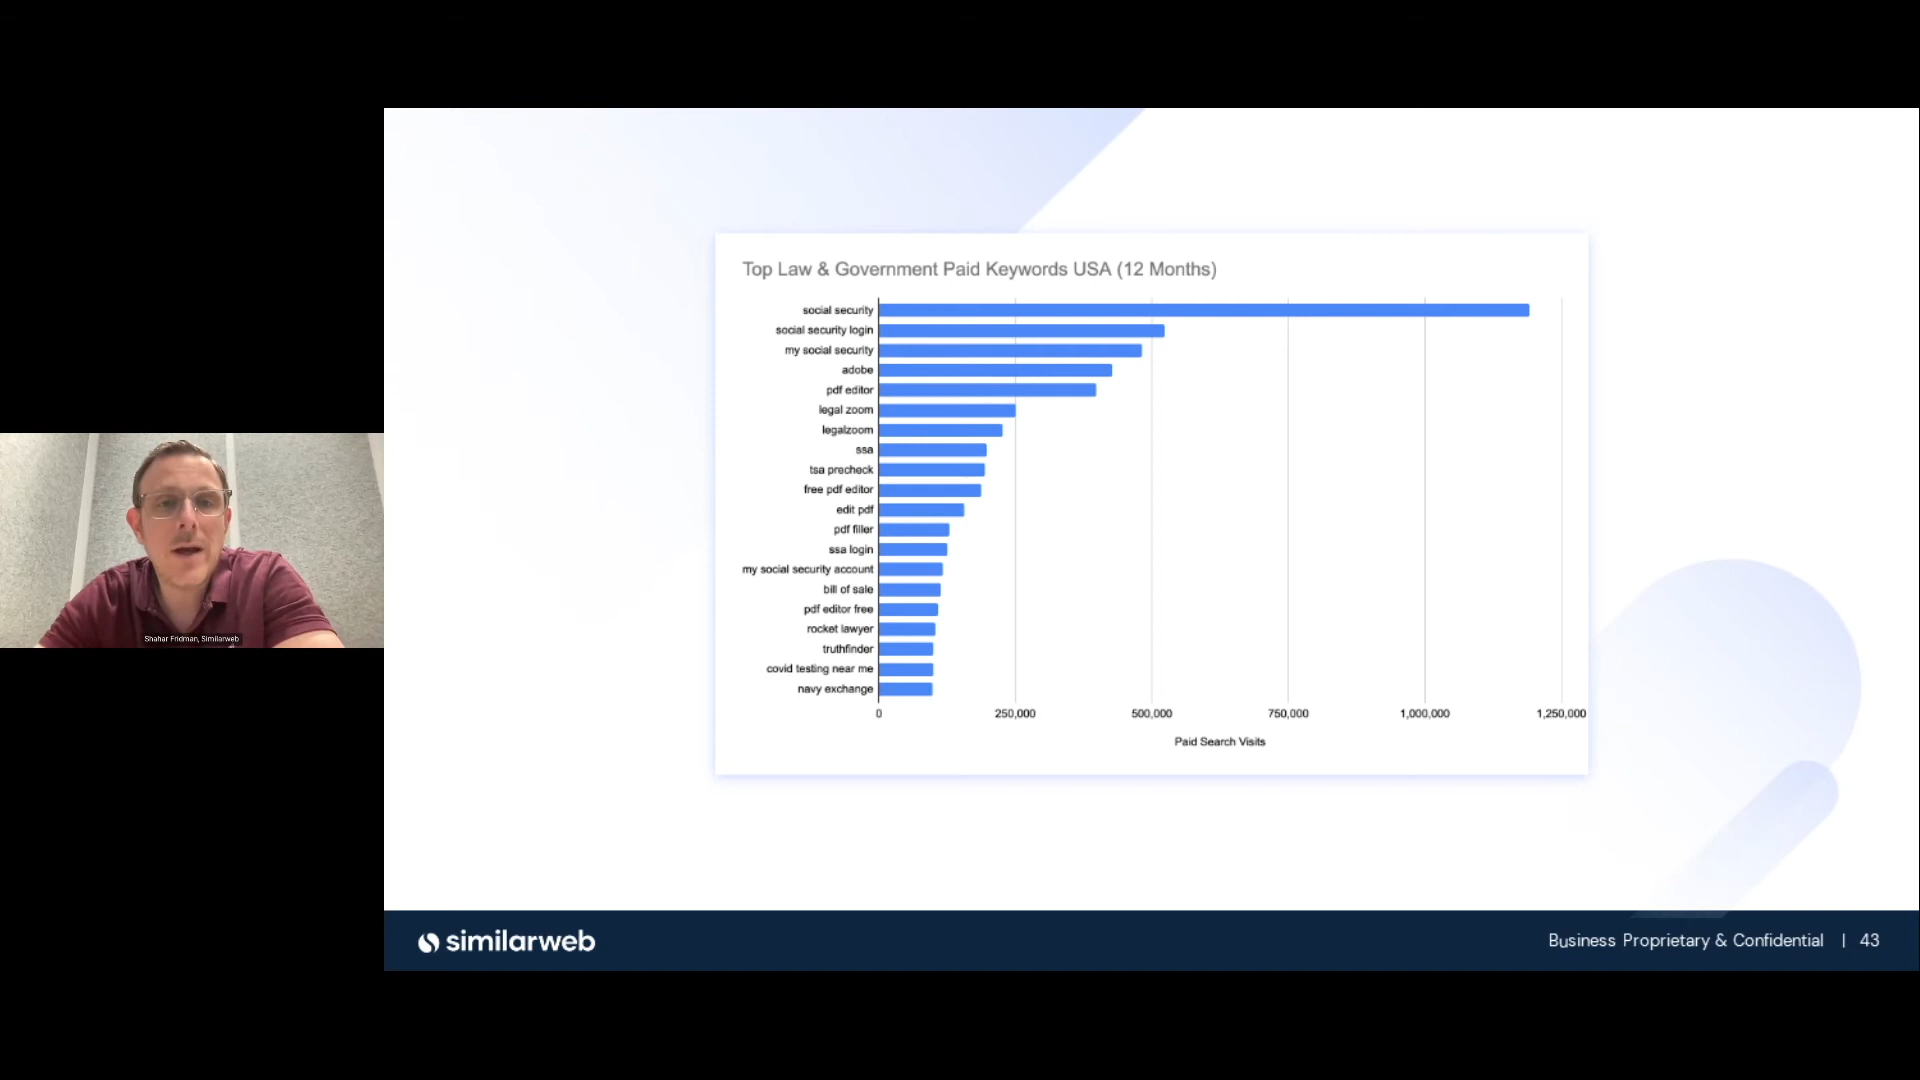 Top Law & Government Paid Keywords USA (12 Months)
social security
social security login
my social security
adobe
pdf editor
legal zoom
legalzoom
ssa
tsa precheck
free pdf editor
edit pdf
pdf filler
ssa login
my social security account
bill of sale
pdf editor free
rocket lawyer
truthfinder
covid testing near me
navy exchange
0 250,000 500,000 750,000 1,000,000 1,250,000
Paid Search Visits
Shahar Fridman, Similarweb
similarweb
Business Proprietary & Confidential | 43